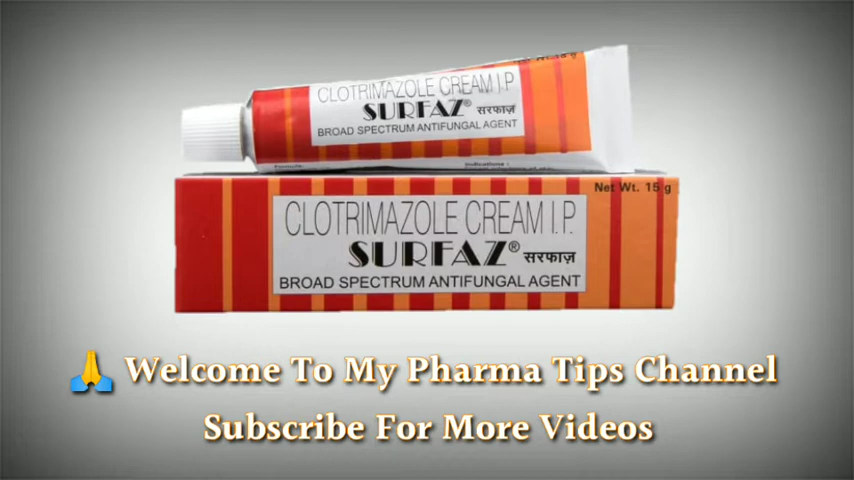 CLOTRIMAZOLE CREAM I.P
SURFAZ® सरफाज़
BROAD SPECTRUM ANTIFUNGAL AGENT
Indications :
Net Wt. 15 g
CLOTRIMAZOLE CREAM I.P.
SURFAZ® सरफाज़
BROAD SPECTRUM ANTIFUNGAL AGENT
🙏 Welcome To My Pharma Tips Channel
Subscribe For More Videos